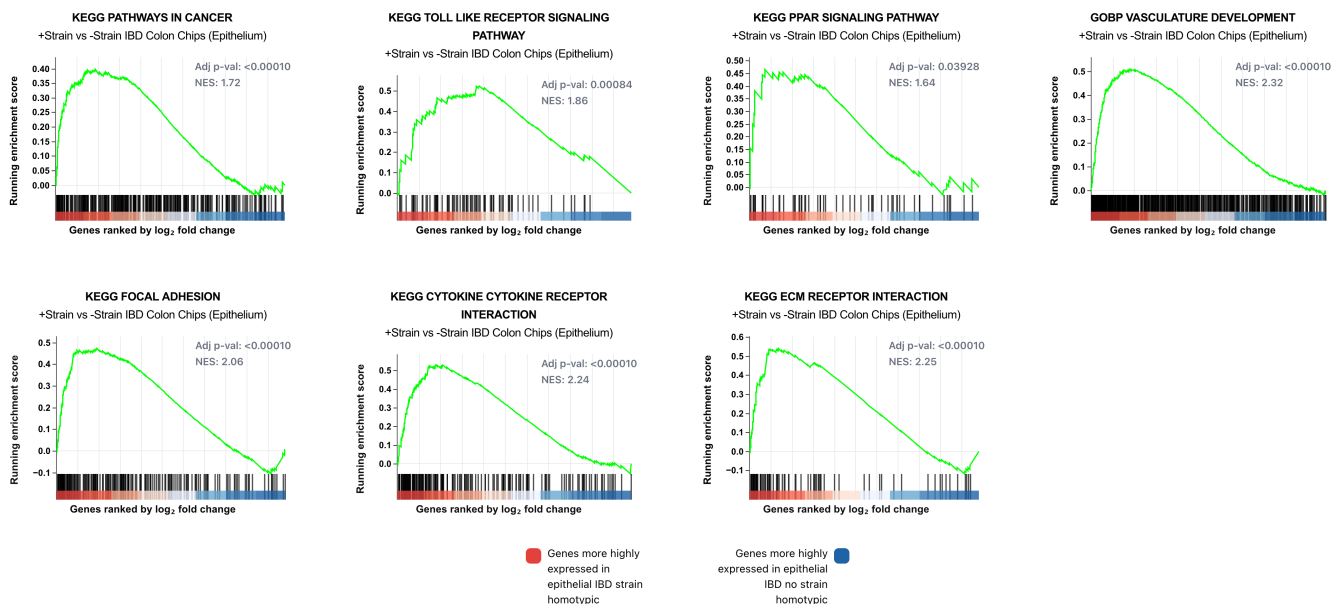 KEGG PATHWAYS IN CANCER
+Strain vs -Strain IBD Colon Chips (Epithelium)
Adj p-val: <0.00010
NES: 1.72
Running enrichment score
0.40
0.35
0.30
0.25
0.20
0.15
0.10
0.05
0.00
Genes ranked by log₂ fold change
KEGG TOLL LIKE RECEPTOR SIGNALING
PATHWAY
+Strain vs -Strain IBD Colon Chips (Epithelium)
Adj p-val: 0.00084
NES: 1.86
Running enrichment score
0.5
0.4
0.3
0.2
0.1
0.0
Genes ranked by log₂ fold change
KEGG PPAR SIGNALING PATHWAY
+Strain vs -Strain IBD Colon Chips (Epithelium)
Adj p-val: 0.03928
NES: 1.64
Running enrichment score
0.50
0.45
0.40
0.35
0.30
0.25
0.20
0.15
0.10
0.05
0.00
Genes ranked by log₂ fold change
GOBP VASCULATURE DEVELOPMENT
+Strain vs -Strain IBD Colon Chips (Epithelium)
Adj p-val: <0.00010
NES: 2.32
Running enrichment score
0.5
0.4
0.3
0.2
0.1
0.0
Genes ranked by log₂ fold change
KEGG FOCAL ADHESION
+Strain vs -Strain IBD Colon Chips (Epithelium)
Adj p-val: <0.00010
NES: 2.06
Running enrichment score
0.5
0.4
0.3
0.2
0.1
0.0
−0.1
Genes ranked by log₂ fold change
KEGG CYTOKINE CYTOKINE RECEPTOR
INTERACTION
+Strain vs -Strain IBD Colon Chips (Epithelium)
Adj p-val: <0.00010
NES: 2.24
Running enrichment score
0.5
0.4
0.3
0.2
0.1
0.0
Genes ranked by log₂ fold change
KEGG ECM RECEPTOR INTERACTION
+Strain vs -Strain IBD Colon Chips (Epithelium)
Adj p-val: <0.00010
NES: 2.25
Running enrichment score
0.6
0.5
0.4
0.3
0.2
0.1
0.0
−0.1
Genes ranked by log₂ fold change
Genes more highly
expressed in
epithelial IBD strain
homotypic
Genes more highly
expressed in epithelial
IBD no strain
homotypic